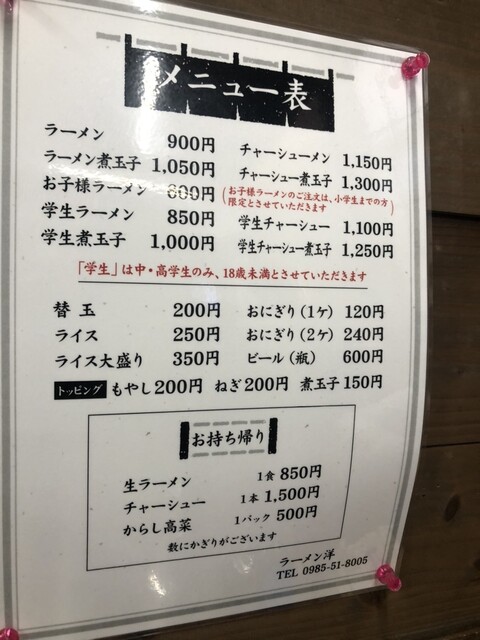 メニュー表
ラーメン 900円 チャーシューメン 1,150円
ラーメン煮玉子 1,050円 チャーシュー煮玉子 1,300円
お子様ラーメン 600円 (お子様ラーメンのご注文は、小学生までの方限定とさせていただきます)
学生ラーメン 850円 学生チャーシュー 1,100円
学生煮玉子 1,000円 学生チャーシュー煮玉子 1,250円
「学生」は中・高学生のみ、18歳未満とさせていただきます
替玉 200円 おにぎり(1ケ) 120円
ライス 250円 おにぎり(2ケ) 240円
ライス大盛り 350円 ビール(瓶) 600円
トッピング もやし200円 ねぎ200円 煮玉子150円
お持ち帰り
生ラーメン 1食 850円
チャーシュー 1本 1,500円
からし高菜 1パック 500円
数にかぎりがございます
ラーメン洋
TEL 0985-51-8005